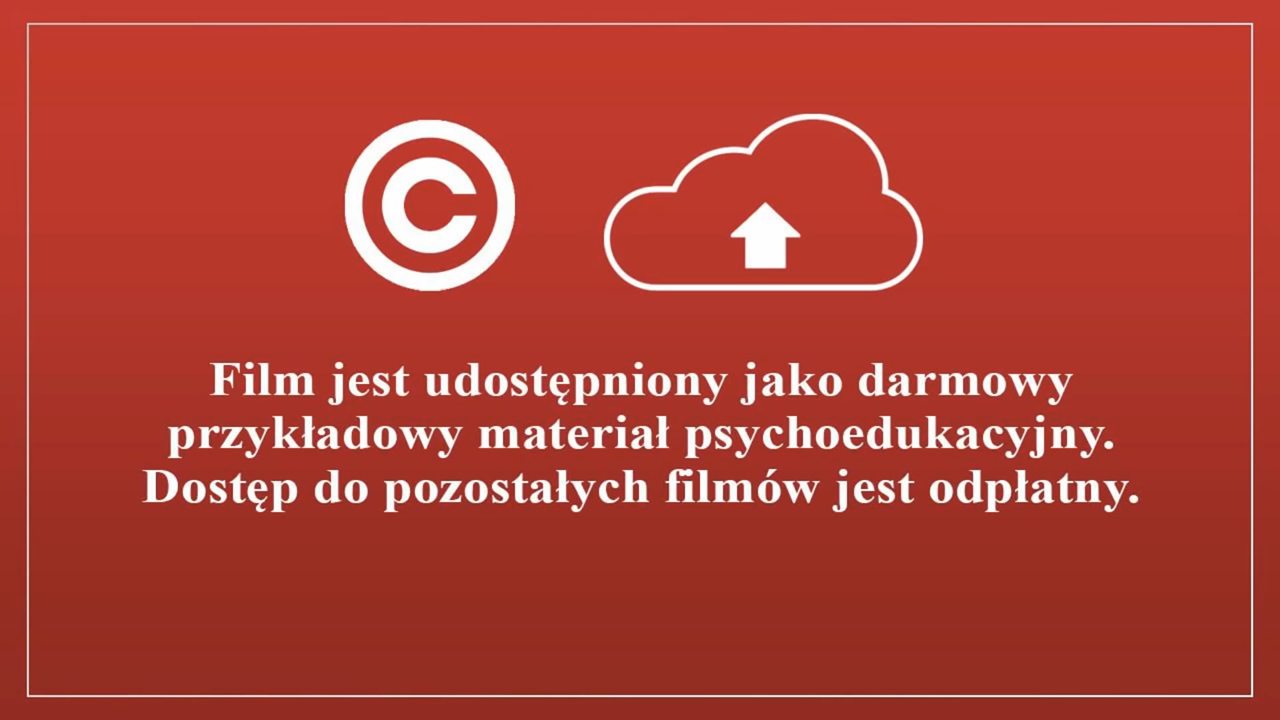 ©
Film jest udostępniony jako darmowy
przykładowy materiał psychoedukacyjny.
Dostęp do pozostałych filmów jest odpłatny.